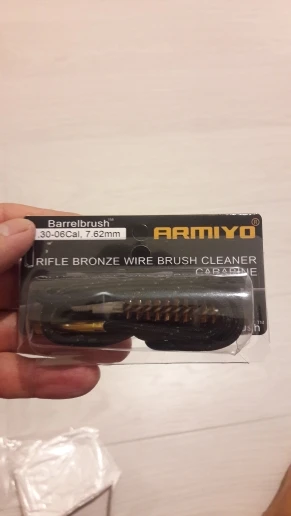 Barrelbrush™
.30-06Cal, 7.62mm
ARMIYO®
RIFLE BRONZE WIRE BRUSH CLEANER
CARABINE